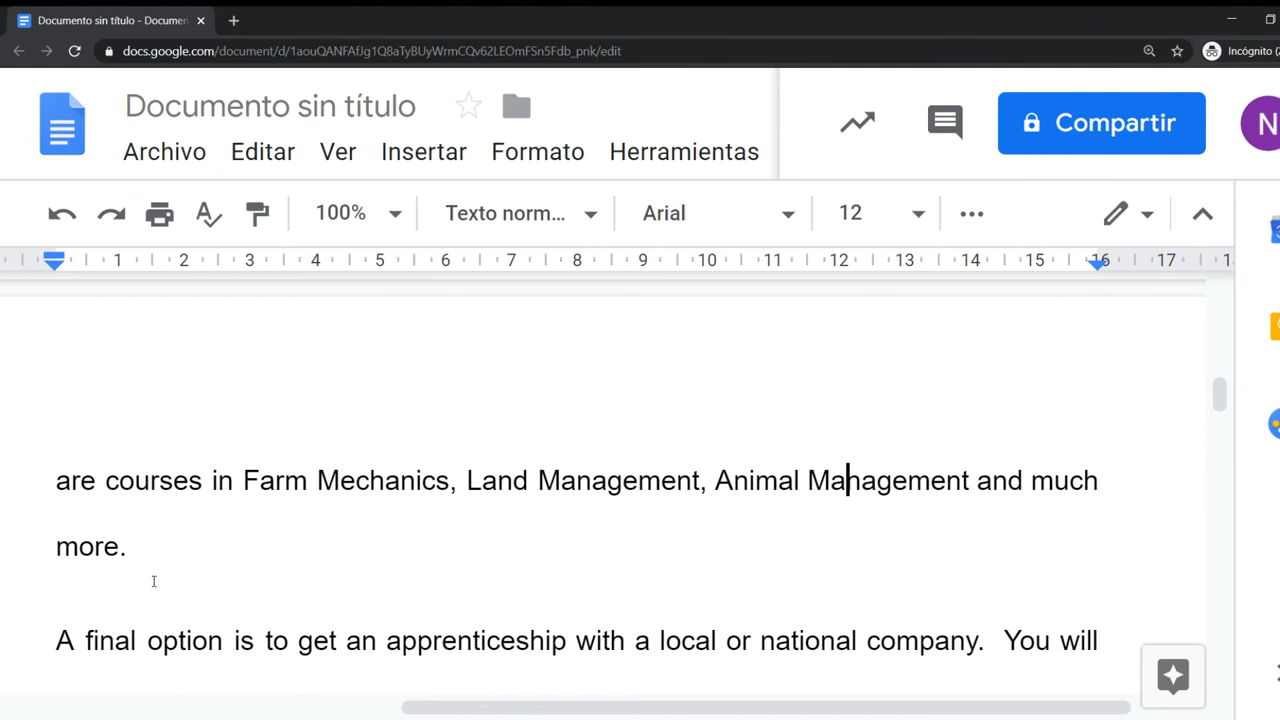 Documento sin título - Documen
docs.google.com/document/d/1aouQANFAfJg1Q8aTyBUyWrmCQv62LEOmFSn5Fdb_pnk/edit
Incógnito (2
Documento sin título
Compartir
N
Archivo Editar Ver Insertar Formato Herramientas
100% Texto norm... Arial 12
1 2 3 4 5 6 7 8 9 10 11 12 13 14 15 16 17 1
are courses in Farm Mechanics, Land Management, Animal Management and much
more.
A final option is to get an apprenticeship with a local or national company. You will